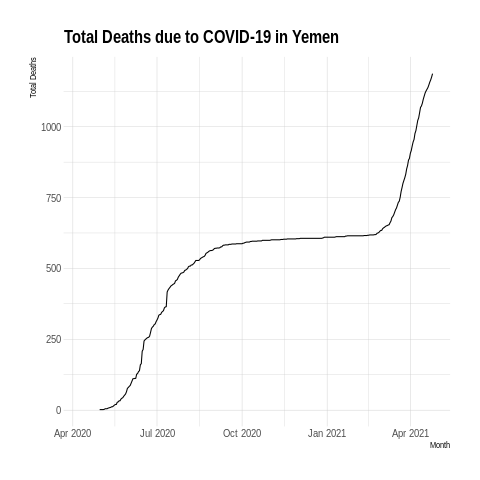 Total Deaths due to COVID-19 in Yemen
Total Deaths
1000
750
500
250
0
Apr 2020 Jul 2020 Oct 2020 Jan 2021 Apr 2021
Month